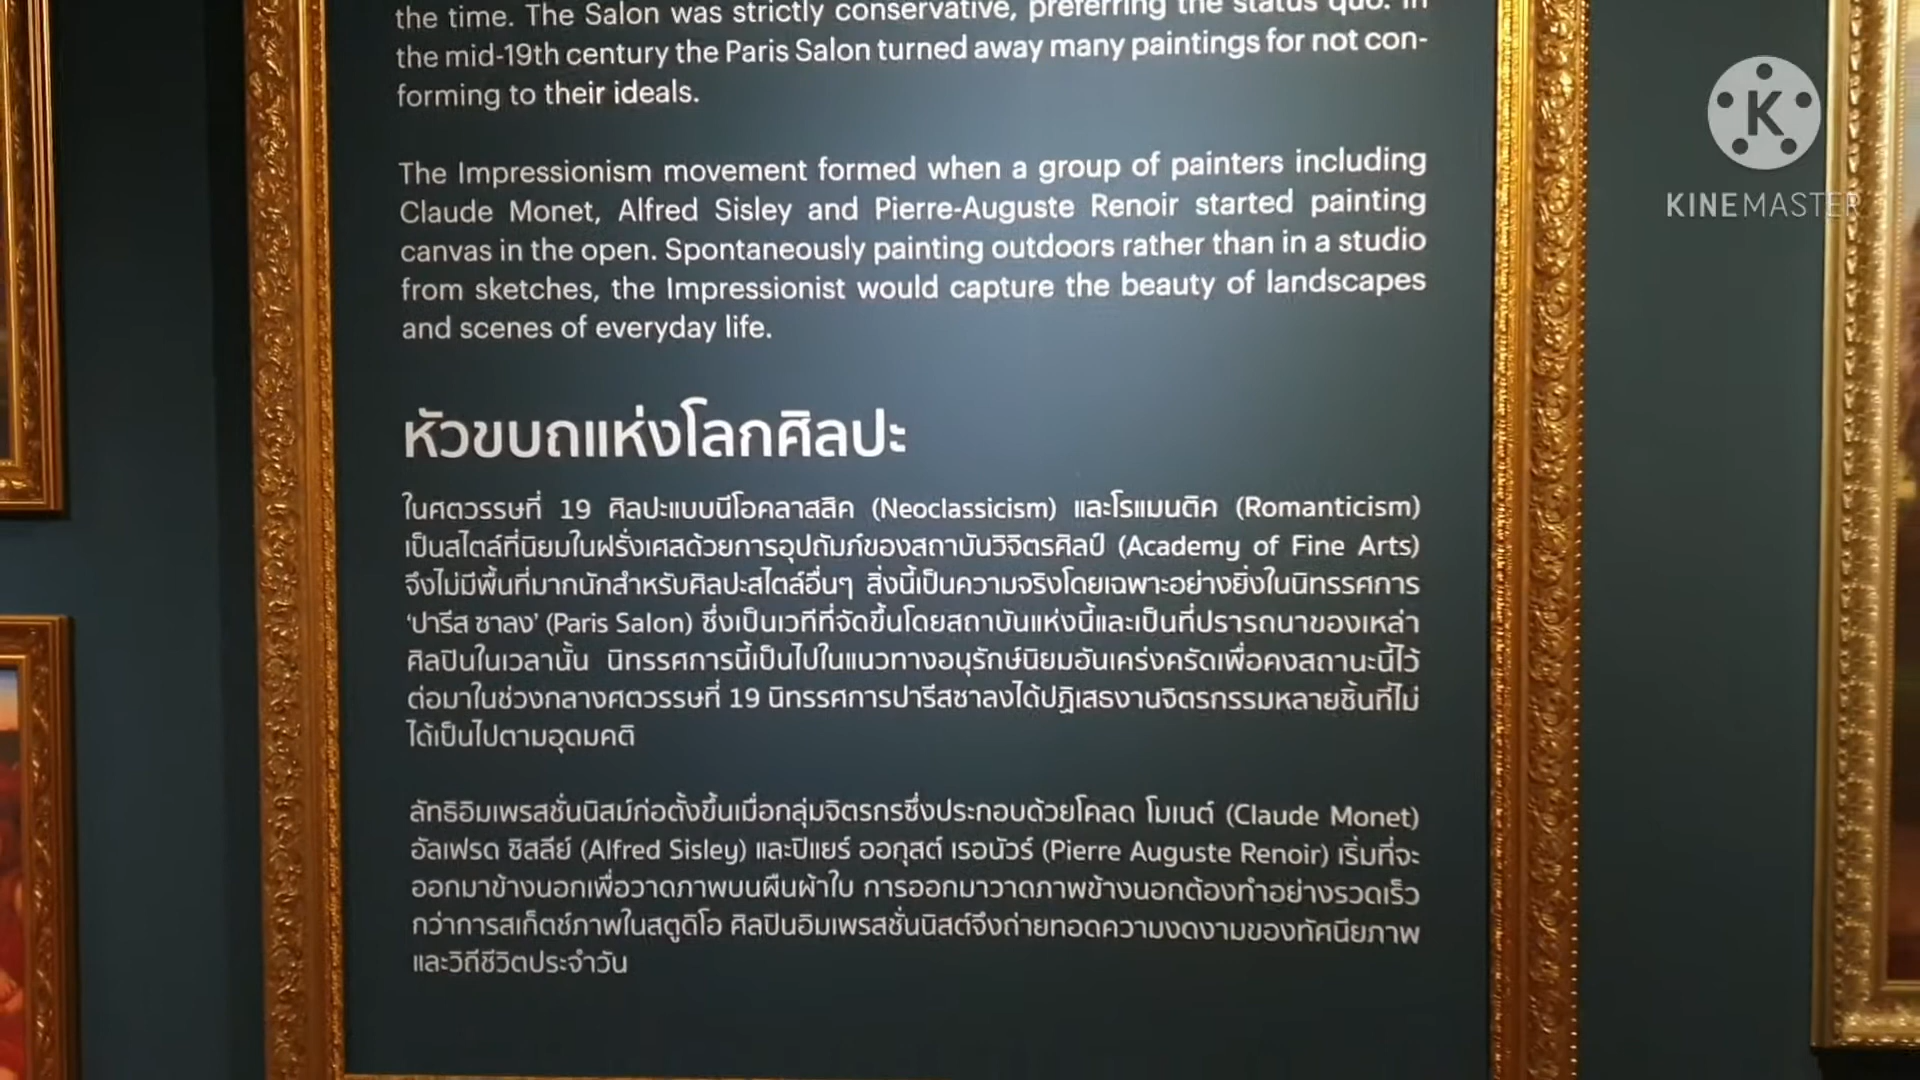 the time. The Salon was strictly conservative, preferring the status quo. In
the mid-19th century the Paris Salon turned away many paintings for not con-
forming to their ideals.
The Impressionism movement formed when a group of painters including
Claude Monet, Alfred Sisley and Pierre-Auguste Renoir started painting
canvas in the open. Spontaneously painting outdoors rather than in a studio
from sketches, the Impressionist would capture the beauty of landscapes
and scenes of everyday life.
หัวขบถแห่งโลกศิลปะ
ในศตวรรษที่ 19 ศิลปะแบบนีโอคลาสสิค (Neoclassicism) และโรแมนติค (Romanticism)
เป็นสไตล์ที่นิยมในฝรั่งเศสด้วยการอุปถัมภ์ของสถาบันวิจิตรศิลป์ (Academy of Fine Arts)
จึงไม่มีพื้นที่มากนักสำหรับศิลปะสไตล์อื่นๆ สิ่งนี้เป็นความจริงโดยเฉพาะอย่างยิ่งในนิทรรศการ
‘ปารีส ซาลง’ (Paris Salon) ซึ่งเป็นเวทีที่จัดขึ้นโดยสถาบันแห่งนี้และเป็นที่ปรารถนาของเหล่า
ศิลปินในเวลานั้น นิทรรศการนี้เป็นไปในแนวทางอนุรักษ์นิยมอันเคร่งครัดเพื่อคงสถานะนี้ไว้
ต่อมาในช่วงกลางศตวรรษที่ 19 นิทรรศการปารีสซาลงได้ปฏิเสธงานจิตรกรรมหลายชิ้นที่ไม่
ได้เป็นไปตามอุดมคติ
ลัทธิอิมเพรสชั่นนิสม์ก่อตั้งขึ้นเมื่อกลุ่มจิตรกรซึ่งประกอบด้วยโคลด โมเนต์ (Claude Monet)
อัลเฟรด ซิสลีย์ (Alfred Sisley) และปิแยร์ ออกุสต์ เรอนัวร์ (Pierre Auguste Renoir) เริ่มที่จะ
ออกมาข้างนอกเพื่อวาดภาพบนผืนผ้าใบ การออกมาวาดภาพข้างนอกต้องทำอย่างรวดเร็ว
กว่าการสเก็ตช์ภาพในสตูดิโอ ศิลปินอิมเพรสชั่นนิสต์จึงถ่ายทอดความงดงามของทัศนียภาพ
และวิถีชีวิตประจำวัน
K
KINEMASTER